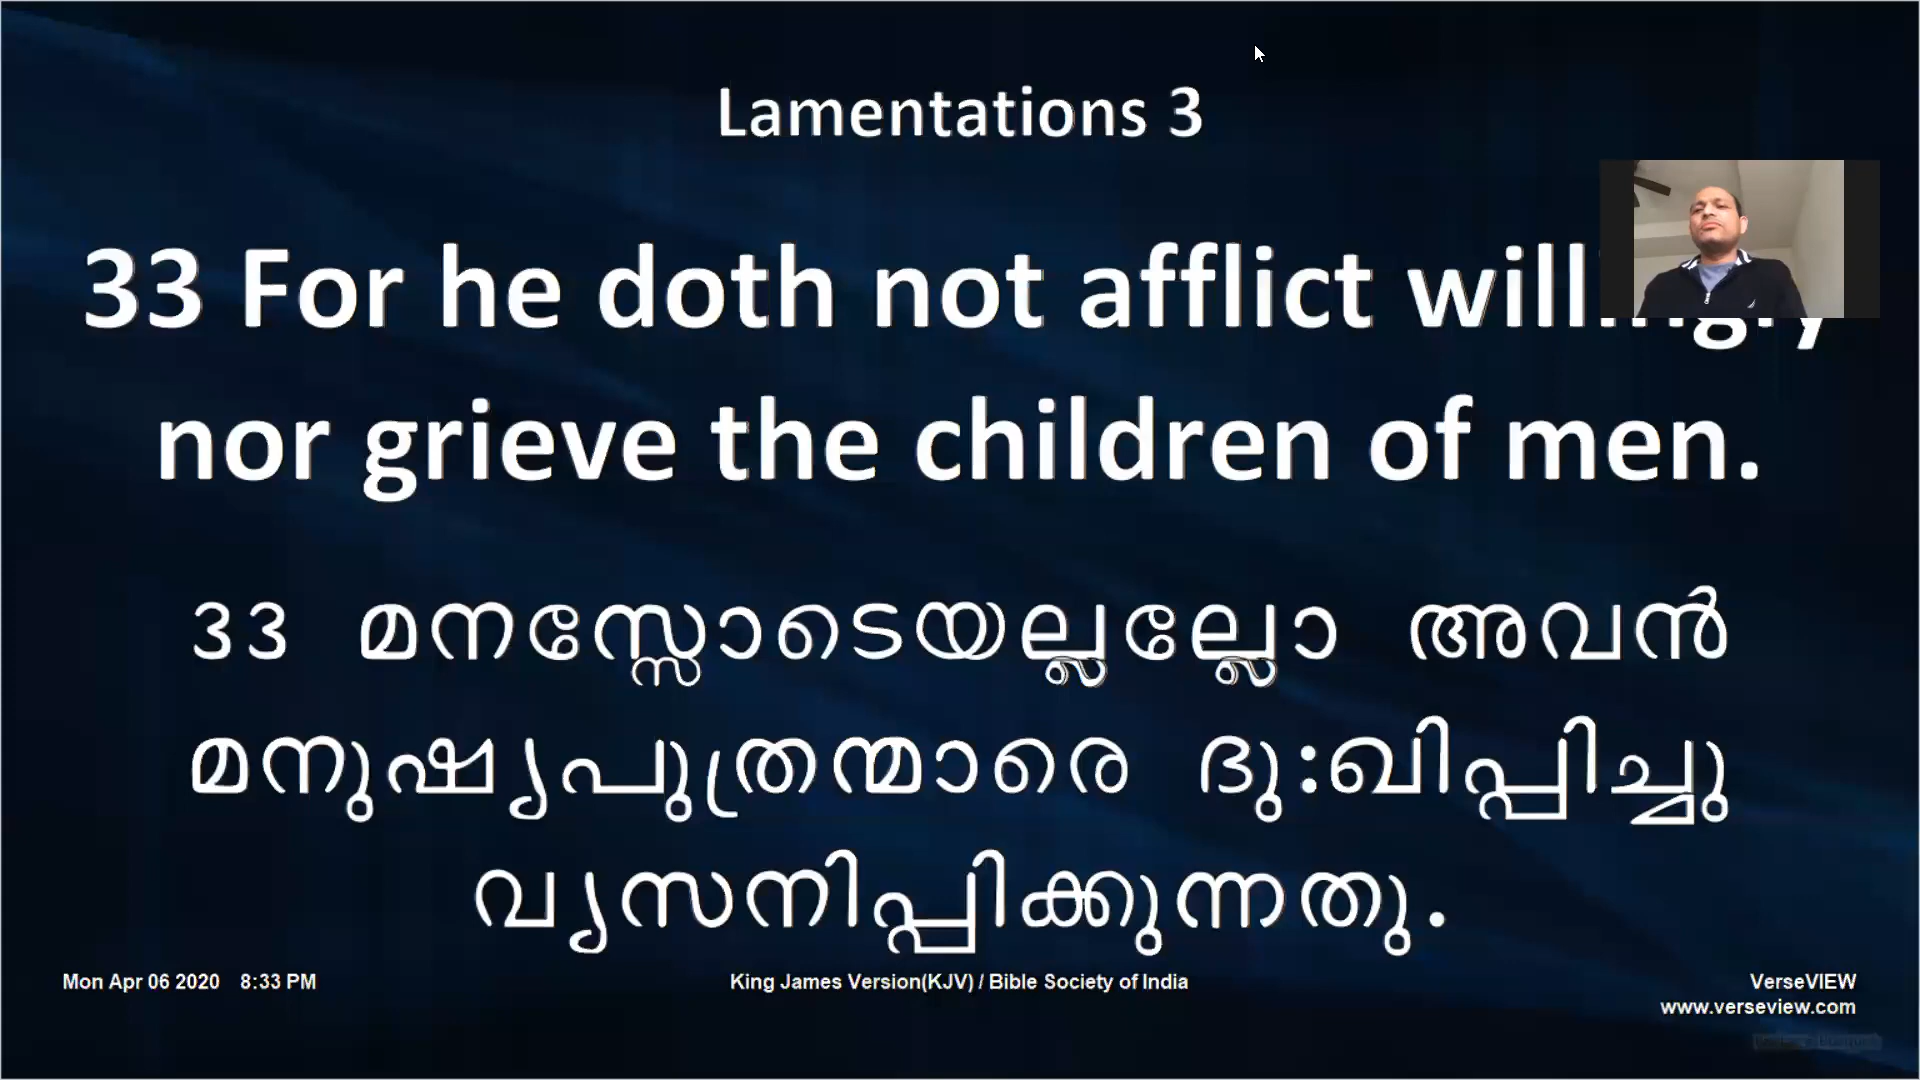 Lamentations 3
33 For he doth not afflict willingly
nor grieve the children of men.
33 മനസ്സോടെയല്ലല്ലോ അവൻ
മനുഷ്യപുത്രന്മാരെ ദു:ഖിപ്പിച്ചു
വ്യസനിപ്പിക്കുന്നതു.
Mon Apr 06 2020 8:33 PM
King James Version(KJV) / Bible Society of India
VerseVIEW
www.verseview.com